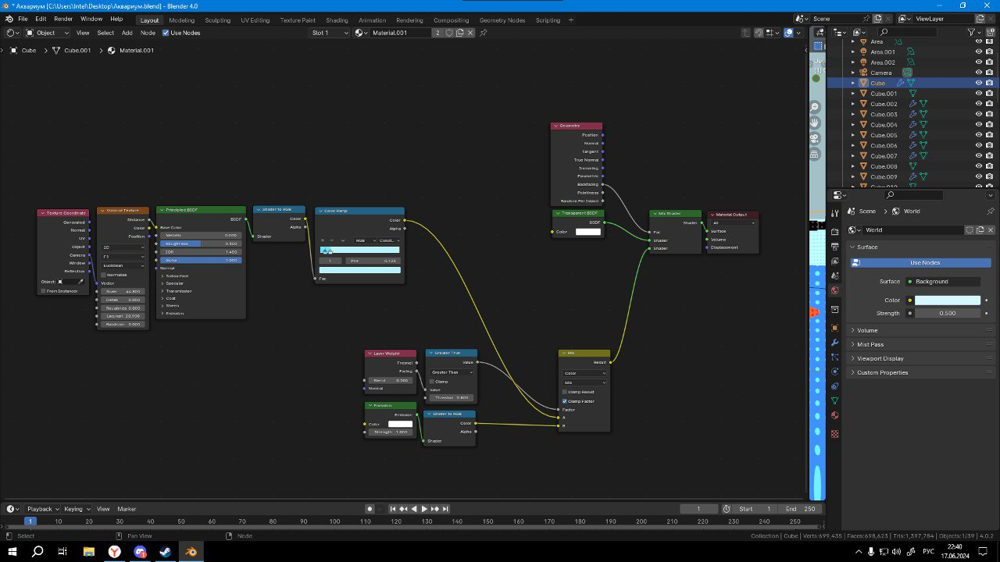 * Аквариум [C:\Users\Intel\Desktop\Аквариум.blend] - Blender 4.0
File Edit Render Window Help Layout Modeling Sculpting UV Editing Texture Paint Shading Animation Rendering Compositing Geometry Nodes Scripting + Scene ViewLayer
Object View Select Add Node Use Nodes Slot 1 Material.001 2
Cube > Cube.001 > Material.001
Area
Area.001
Area.002
Camera
Cube
Cube.001
Cube.002
Cube.003
Cube.004
Cube.005
Cube.006
Cube.007
Cube.008
Cube.009
Geometry
Position
Normal
Tangent
True Normal
Incoming
Parametric
Backfacing
Pointiness
Random Per Island
Texture Coordinate
Generated
Normal
UV
Object
Camera
Window
Reflection
Object:
From Instancer
Voronoi Texture
Distance
Color
Position
2D
F1
Euclidean
Normalize
Vector
Scale 44.800
Detail 0.000
Roughness 0.000
Lacunari 23.900
Randomn 0.000
Principled BSDF
BSDF
Base Color
Metallic 0.000
Roughness 0.500
IOR 1.450
Alpha 1.000
Normal
Subsurface
Specular
Transmission
Coat
Sheen
Emission
Shader to RGB
Color
Alpha
Shader
Color Ramp
Color
Alpha
+ − RGB Const...
1 Pos 0.123
Fac
Transparent BSDF
BSDF
Color
Mix Shader
Shader
Fac
Shader
Shader
Material Output
All
Surface
Volume
Displacement
Layer Weight
Fresnel
Facing
Blend 0.300
Normal
Greater Than
Value
Greater Than
Clamp
Value
Threshol 0.800
Emission
Emission
Color
Strength 1.000
Shader to RGB
Color
Alpha
Shader
Mix
Result
Color
Mix
Clamp Result
Clamp Factor
Factor
A
B
Scene > World
World
Surface
Use Nodes
Surface Background
Color
Strength 0.500
Volume
Mist Pass
Viewport Display
Custom Properties
Playback Keying View Marker 1 Start 1 End 250
1 10 20 30 40 50 60 70 80 90 100 110 120 130 140 150 160 170 180 190 200 210 220 230 240 250
Select Pan View Node Collection | Cube | Verts:699,435 | Faces:698,623 | Tris:1,397,784 | Objects:1/39 | 4.0.2
РУС
22:40
17.06.2024